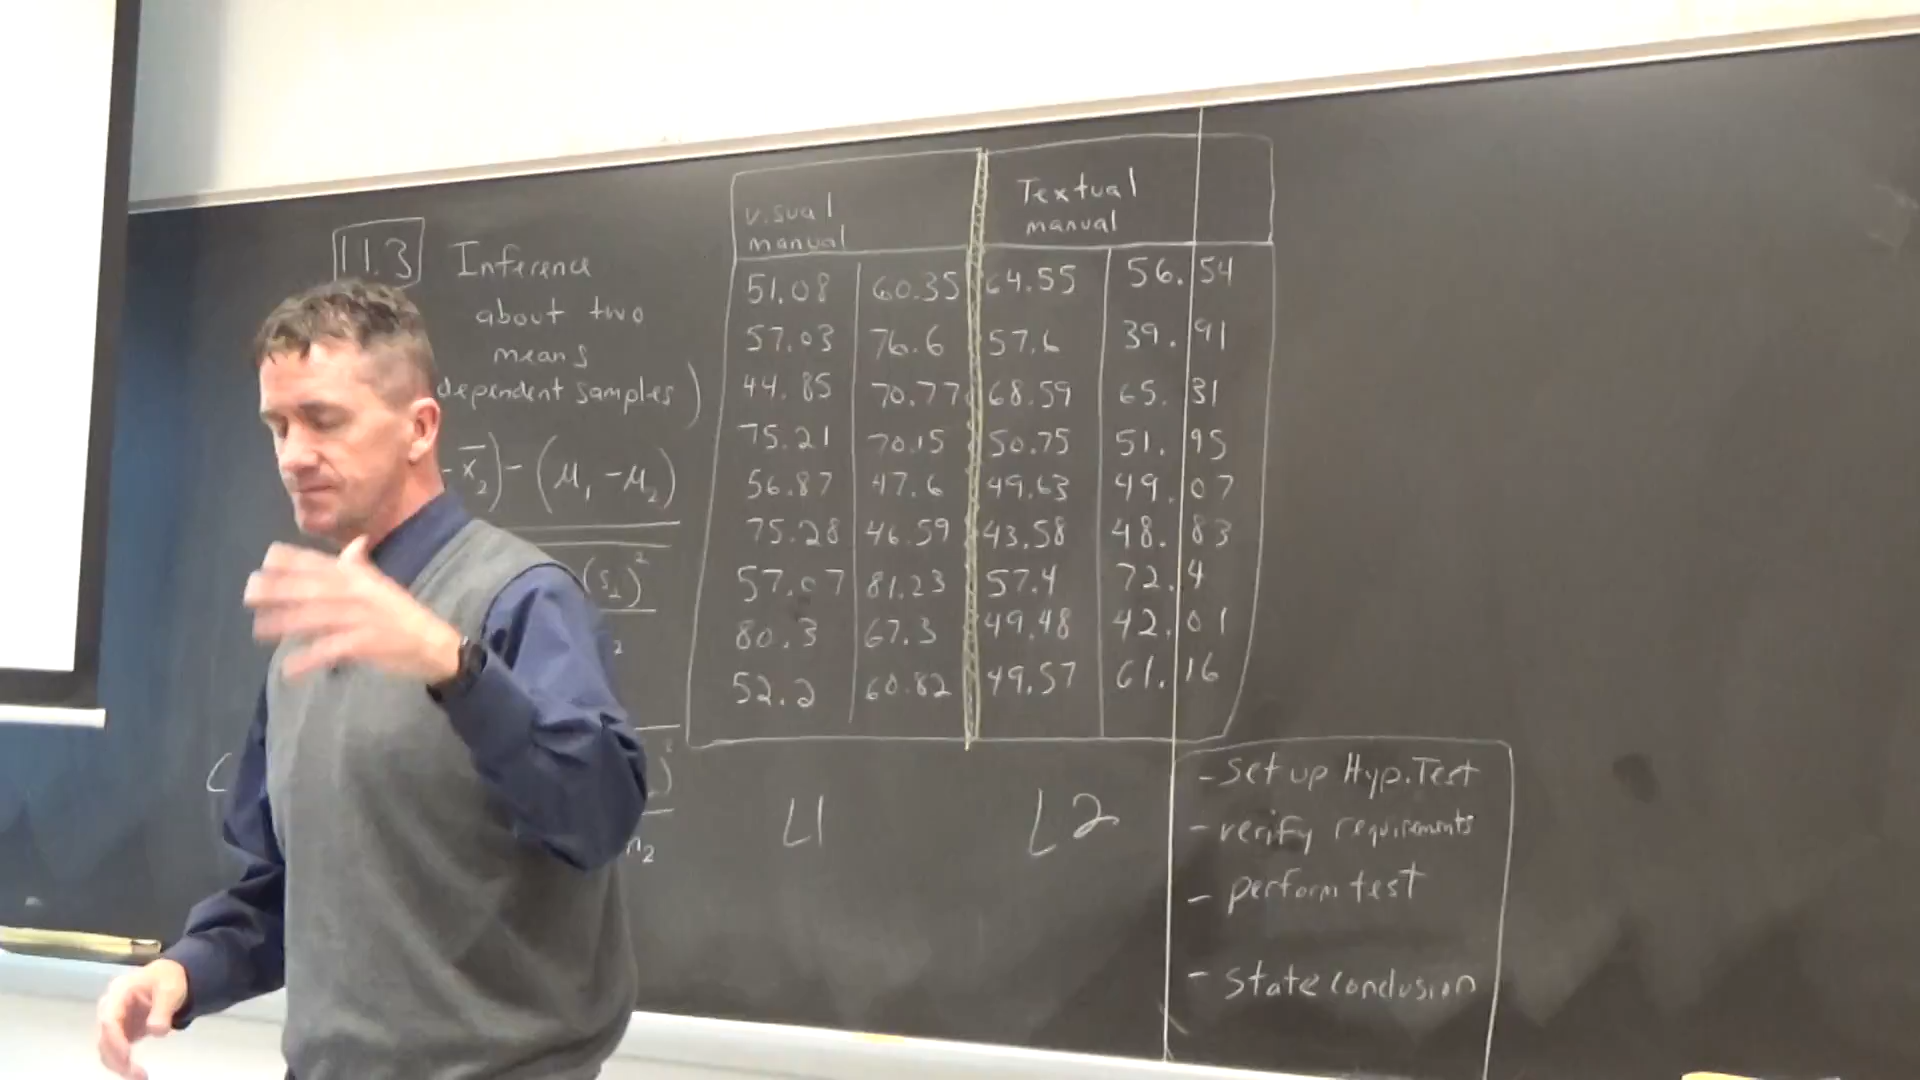 11.3 Inference
about two
means
dependent samples)
- x̄₂) - (μ₁ - μ₂)
n₂
Visual
manual
Textual
manual
51.08 60.35 64.55 56.54
57.03 76.6 57.6 39.91
44.85 70.77 68.59 65.31
75.21 70.15 50.75 51.95
56.87 47.6 49.63 49.07
75.28 46.59 43.58 48.83
57.07 81.23 57.4 72.4
80.3 67.3 49.48 42.01
52.2 60.82 49.57 61.16
L1 L2
- Set up Hyp. Test
- verify requirements
- perform test
- state conclusion